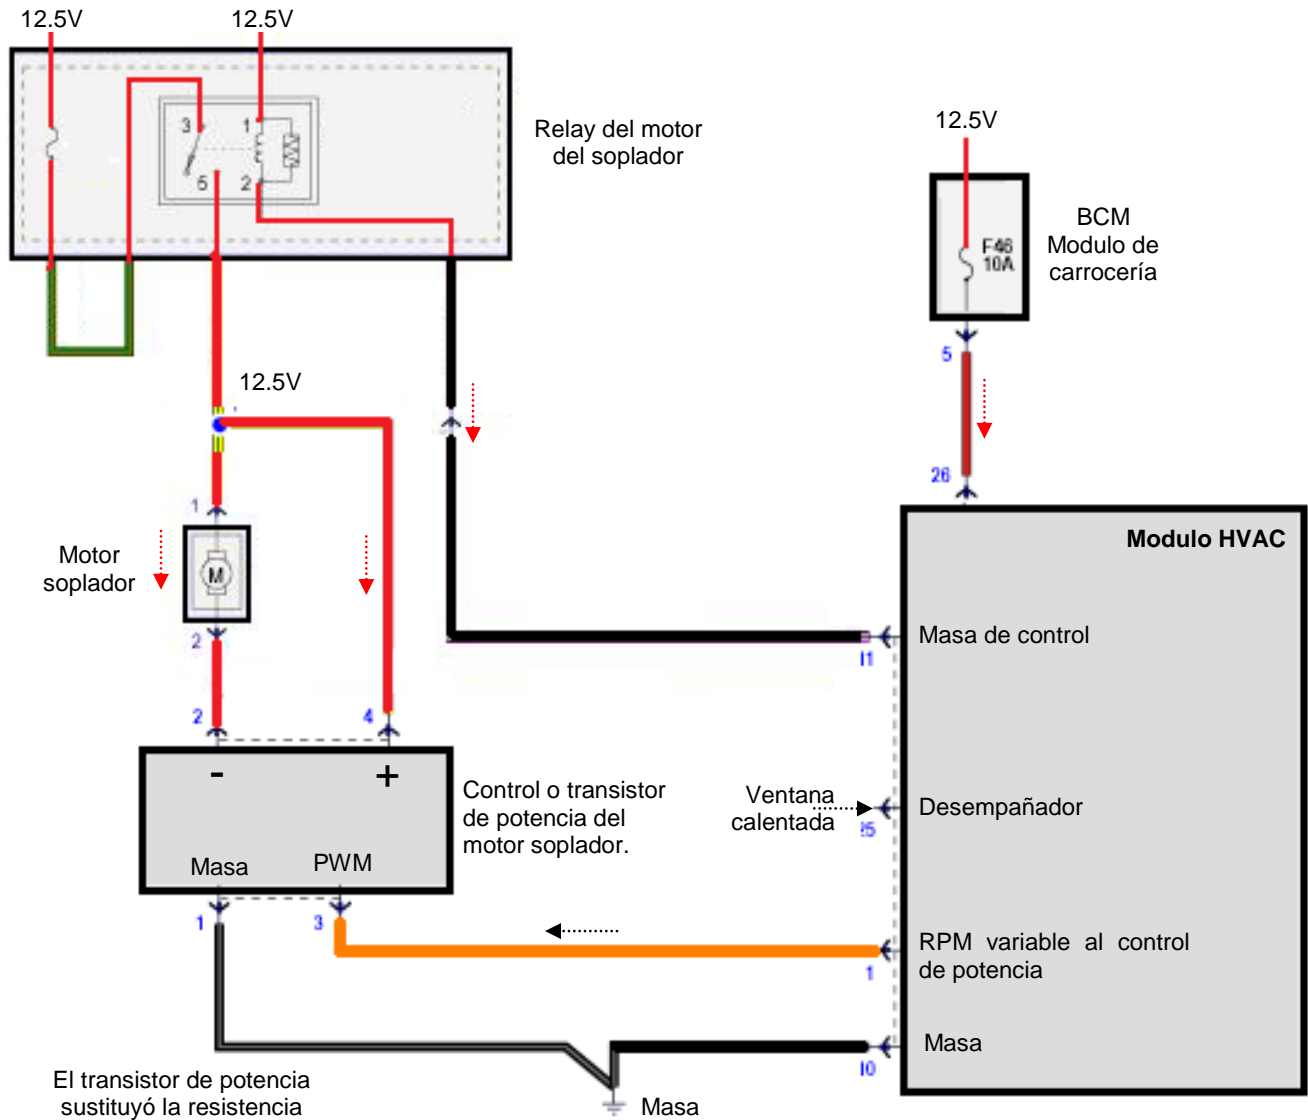 12.5V
12.5V
Relay del motor
del soplador
3
1
5
2
12.5V
F46
10A
BCM
Modulo de
carrocería
5
26
12.5V
1
Motor
soplador
M
2
2
4
Modulo HVAC
Masa de control
-
+
Control o transistor
de potencia del
motor soplador.
Masa
PWM
1
3
Ventana
calentada
Desempañador
RPM variable al control
de potencia
1
Masa
El transistor de potencia
sustituyó la resistencia
Masa